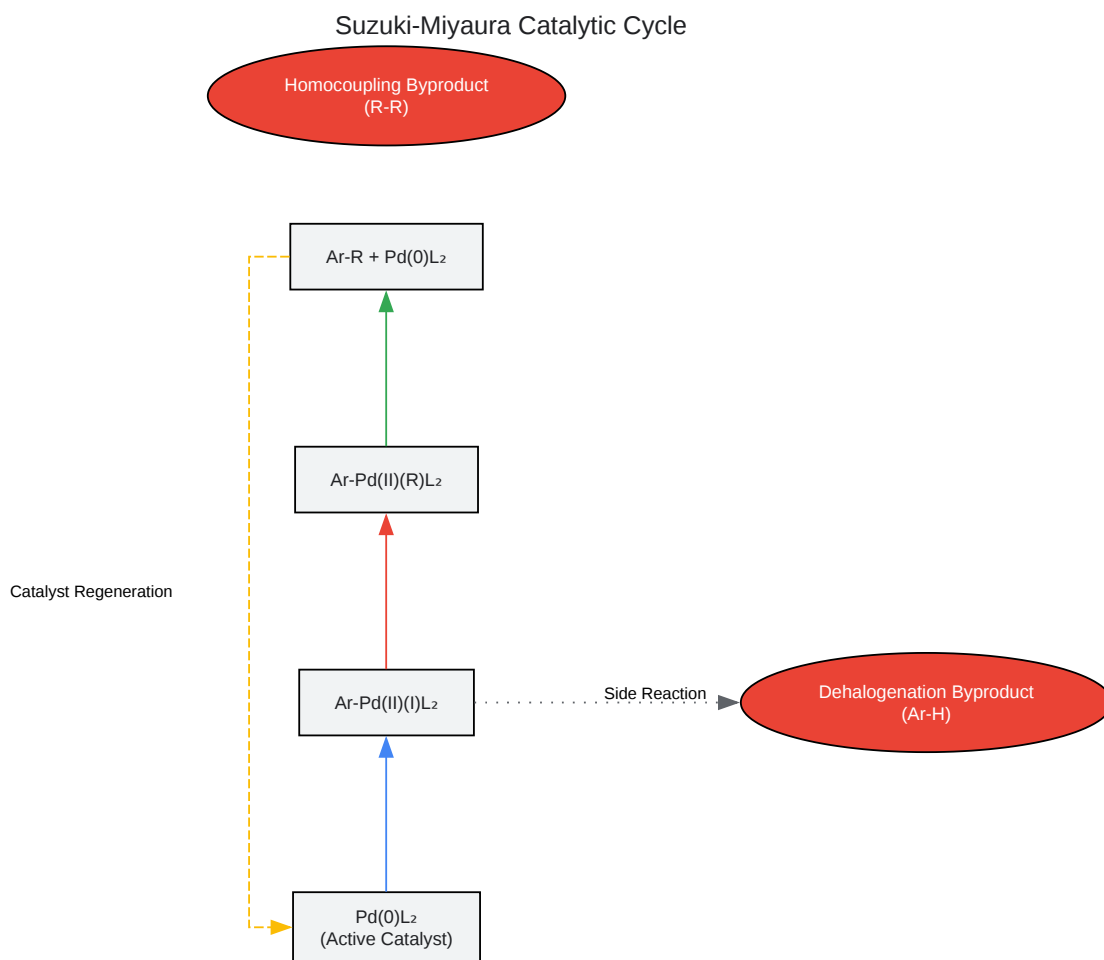 Suzuki-Miyaura Catalytic Cycle
Homocoupling Byproduct
(R-R)
Ar-R + Pd(0)L₂
Ar-Pd(II)(R)L₂
Catalyst Regeneration
Ar-Pd(II)(I)L₂
Side Reaction
Dehalogenation Byproduct
(Ar-H)
Pd(0)L₂
(Active Catalyst)